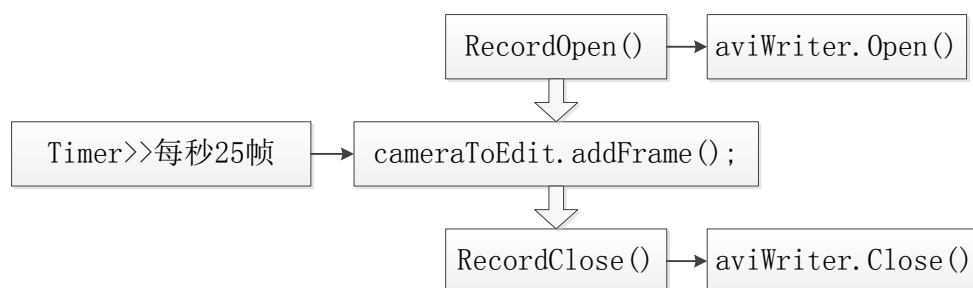 RecordOpen()
aviWriter.Open()
Timer>>每秒25帧
cameraToEdit.addFrame();
RecordClose()
aviWriter.Close()